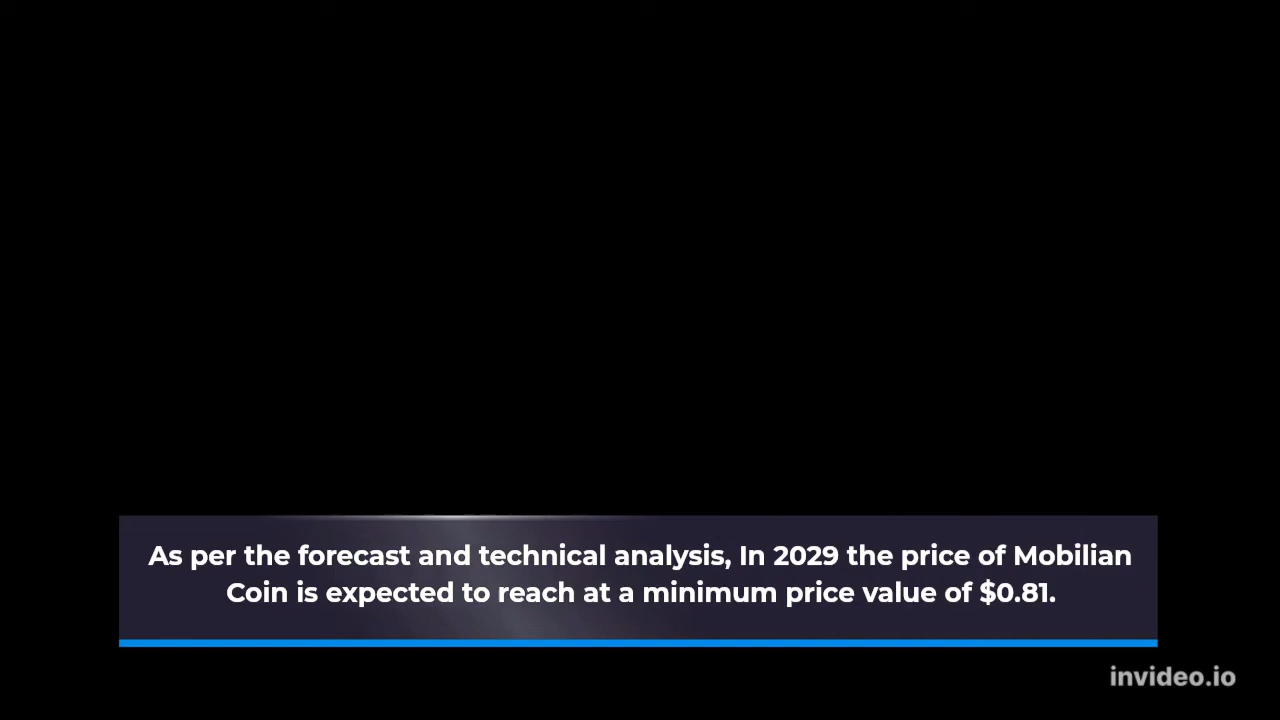 As per the forecast and technical analysis, In 2029 the price of Mobilian
Coin is expected to reach at a minimum price value of $0.81.
invideo.io